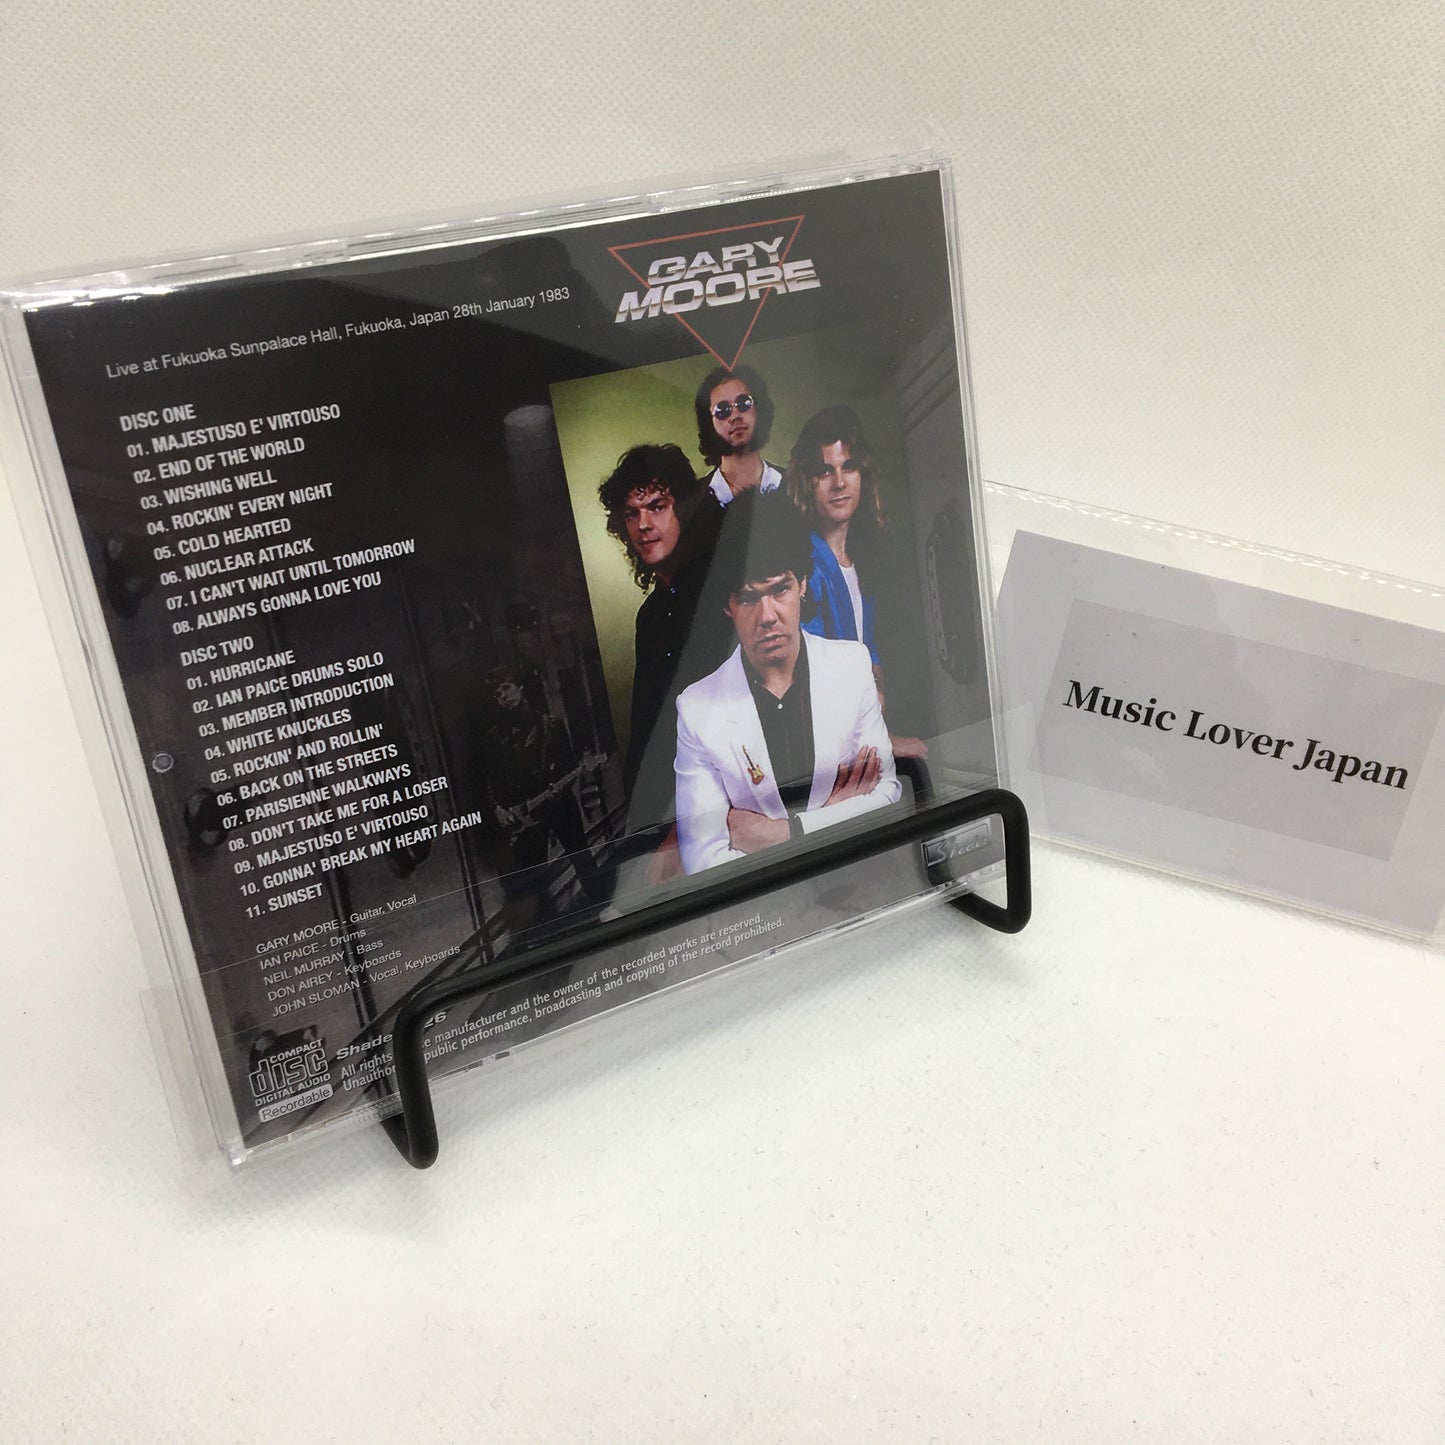 GARY
MOORE
Live at Fukuoka Sunpalace Hall, Fukuoka, Japan 28th January 1983
DISC ONE
01. MAJESTUSO E' VIRTOUSO
02. END OF THE WORLD
03. WISHING WELL
04. ROCKIN' EVERY NIGHT
05. COLD HEARTED
06. NUCLEAR ATTACK
07. I CAN'T WAIT UNTIL TOMORROW
08. ALWAYS GONNA LOVE YOU
DISC TWO
01. HURRICANE
02. IAN PAICE DRUMS SOLO
03. MEMBER INTRODUCTION
04. WHITE KNUCKLES
05. ROCKIN' AND ROLLIN'
06. BACK ON THE STREETS
07. PARISIENNE WALKWAYS
08. DON'T TAKE ME FOR A LOSER
09. MAJESTUSO E' VIRTOUSO
10. GONNA' BREAK MY HEART AGAIN
11. SUNSET
GARY MOORE - Guitar, Vocal
IAN PAICE - Drums
NEIL MURRAY - Bass
DON AIREY - Keyboards
JOHN SLOMAN - Vocal, Keyboards
COMPACT
disc
DIGITAL AUDIO
Recordable
Shade 26
All rights manufacturer and the owner of the recorded works are reserved.
public performance, broadcasting and copying of the record prohibited.
Shades
Music Lover Japan